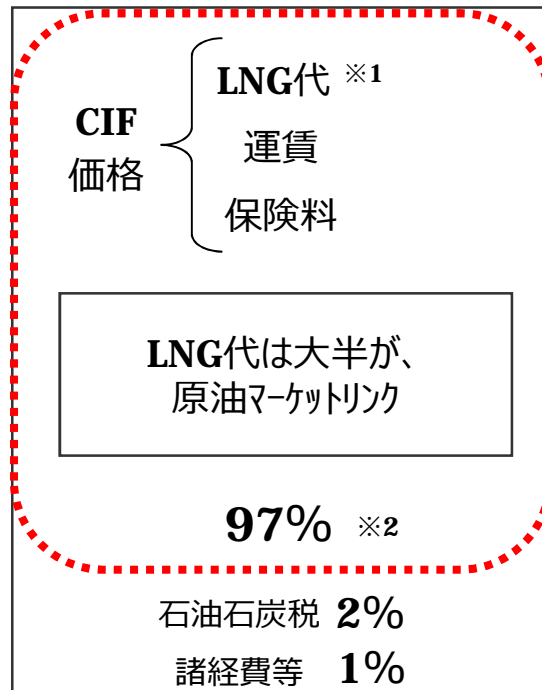 CIF
価格
LNG代 ※1
運賃
保険料
LNG代は大半が、
原油マーケットリンク
97% ※2
石油石炭税 2%
諸経費等 1%